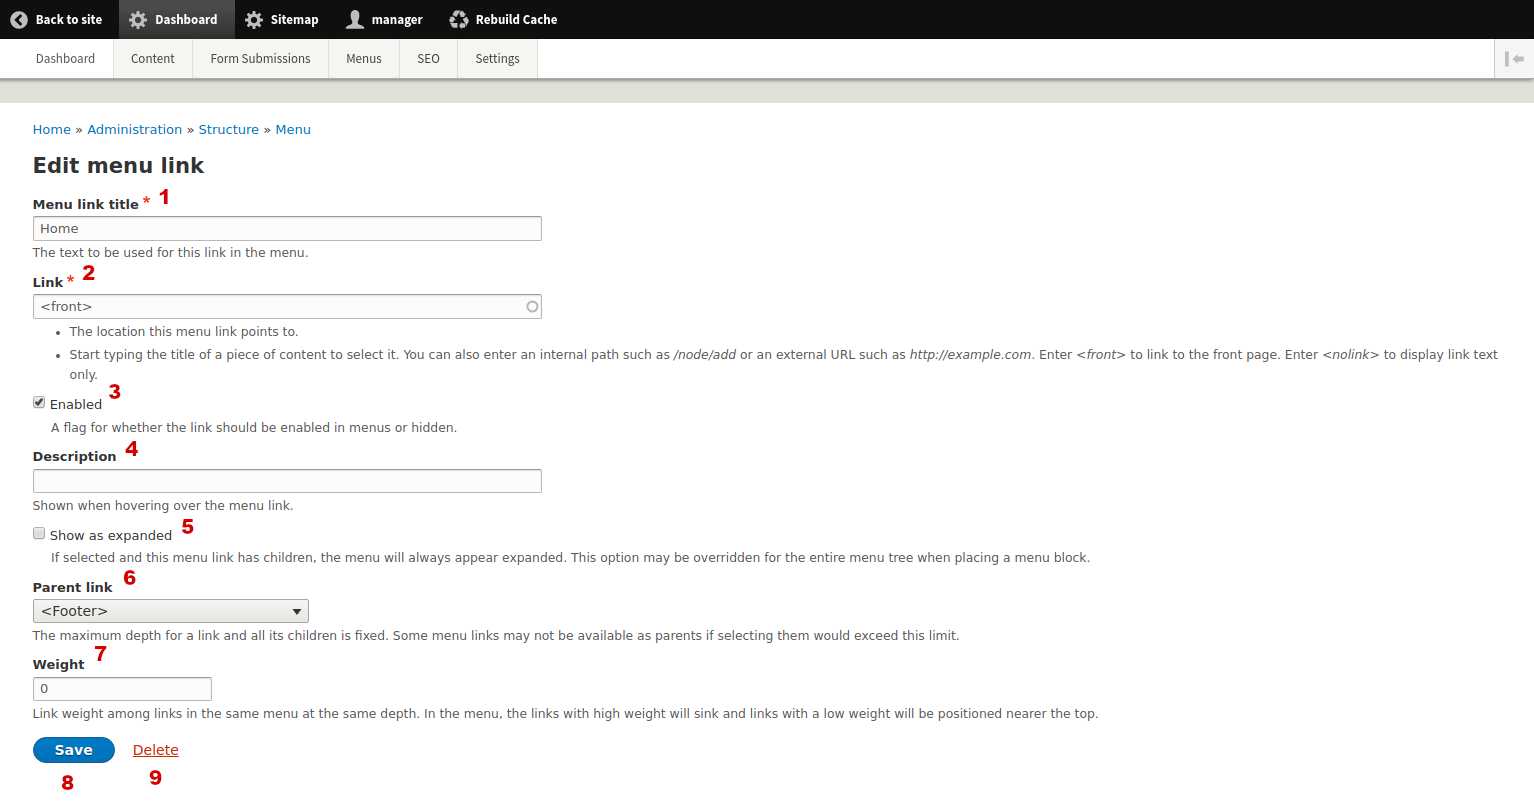 Back to site Dashboard Sitemap manager Rebuild Cache
Dashboard Content Form Submissions Menus SEO Settings
Home » Administration » Structure » Menu
Edit menu link
Menu link title * 1
Home
The text to be used for this link in the menu.
Link * 2
<front>
• The location this menu link points to.
• Start typing the title of a piece of content to select it. You can also enter an internal path such as /node/add or an external URL such as http://example.com. Enter <front> to link to the front page. Enter <nolink> to display link text
only.
Enabled 3
A flag for whether the link should be enabled in menus or hidden.
Description 4
Shown when hovering over the menu link.
Show as expanded 5
If selected and this menu link has children, the menu will always appear expanded. This option may be overridden for the entire menu tree when placing a menu block.
Parent link 6
<Footer>
The maximum depth for a link and all its children is fixed. Some menu links may not be available as parents if selecting them would exceed this limit.
Weight 7
0
Link weight among links in the same menu at the same depth. In the menu, the links with high weight will sink and links with a low weight will be positioned nearer the top.
Save Delete
8 9